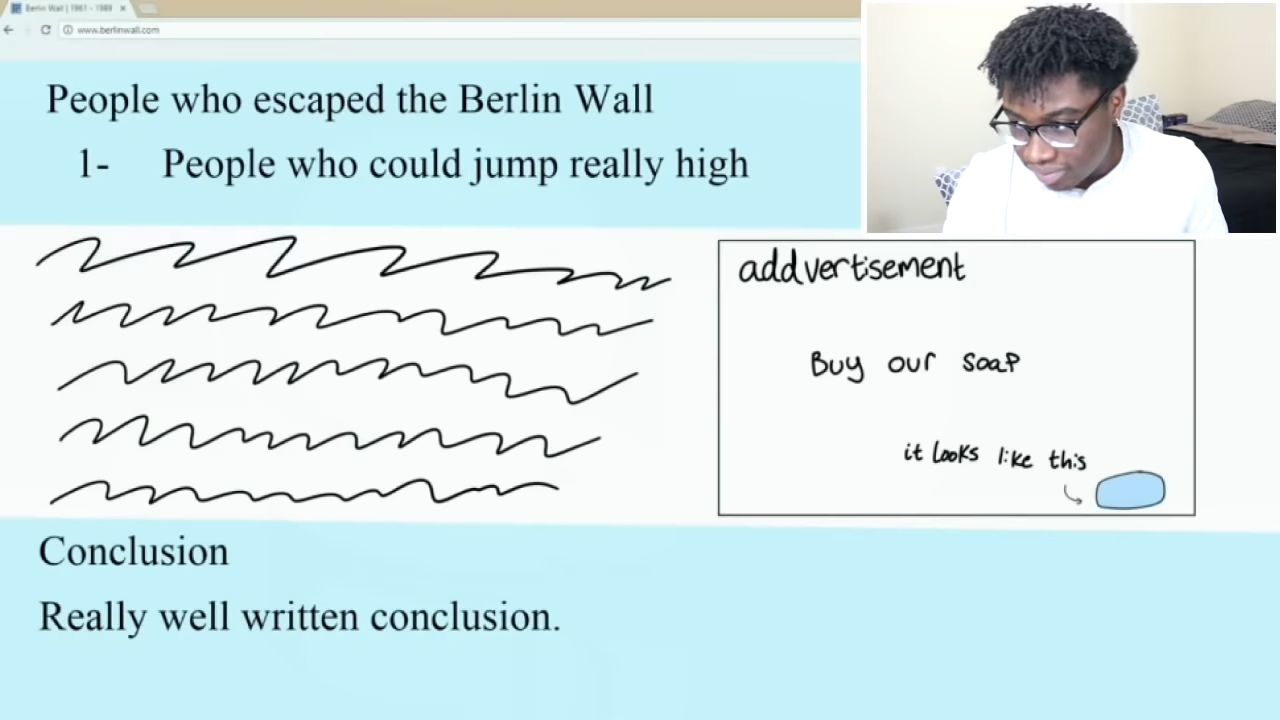 Berlin Wall | 1961 - 1989
www.berlinwall.com
People who escaped the Berlin Wall
1- People who could jump really high
addvertisement
Buy our soap
it looks like this
Conclusion
Really well written conclusion.